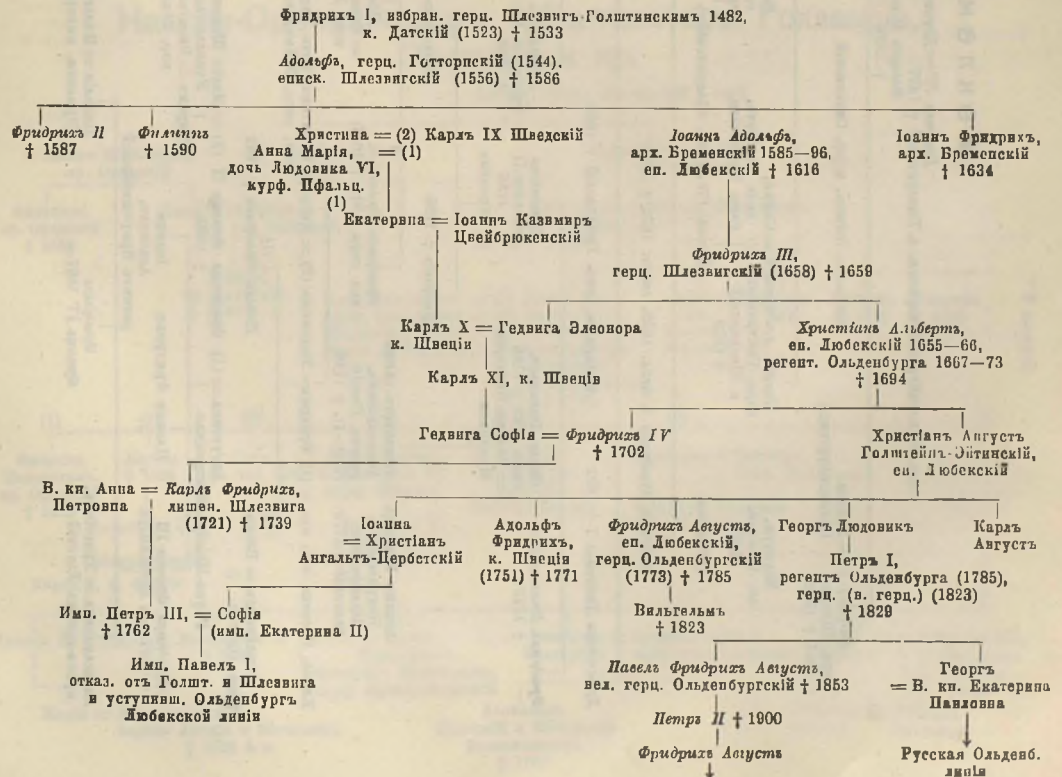 Фридрихъ I, избран. герц. Шлезвигъ-Голштинскимъ 1482,
к. Датскій (1523) † 1533
Адольфъ, герц. Готторпскій (1544).
еписк. Шлезвигскій (1556) † 1586
Фридрихъ II
† 1587
Филиппъ
† 1590
Христина = (2) Карлъ IX Шведскій
Анна Марія, = (1)
дочь Людовика VI,
курф. Пфальц.
(1)
Іоаннъ Адольфъ,
арх. Бременскій 1585—96,
еп. Любекскій † 1616
Іоаннъ Фридрихъ,
арх. Бременскій
† 1634
Екатерина = Іоаннъ Казимиръ
Цвейбрюкенскій
Фридрихъ III,
герц. Шлезвигскій (1658) † 1659
Карлъ X = Гедвига Элеонора
к. Швеціи
Христіанъ Альбертъ,
еп. Любекскій 1655—66,
регент. Ольденбурга 1667—73
† 1694
Карлъ XI, к. Швеціи
Гедвига Софія = Фридрихъ IV
† 1702
Христіанъ Августъ
Голштейнъ-Эйтинскій,
еп. Любекскій
В. кн. Анна = Карлъ Фридрихъ,
Петровна лишен. Шлезвига
(1721) † 1739
Іоанна
= Христіанъ
Ангальтъ-Цербстскій
Адольфъ
Фридрихъ,
к. Швеціи
(1751) † 1771
Фридрихъ Августъ,
еп. Любекскій,
герц. Ольденбургскій
(1773) † 1785
Георгъ Людовикъ
Карлъ
Августъ
Петръ I,
регентъ Ольденбурга (1785),
герц. (в. герц.) (1823)
† 1829
Вильгельмъ
† 1823
Имп. Петръ III, = Софія
† 1762 (имп. Екатерина II)
Имп. Павелъ I,
отказ. отъ Голшт. и Шлезвига
и уступивш. Ольденбургъ
Любекской линіи
Павелъ Фридрихъ Августъ,
вел. герц. Ольденбургскій † 1853
Георгъ
= В. кн. Екатерина
Павловна
Петръ II † 1900
Фридрихъ Августъ
Русская Ольденб.
линія